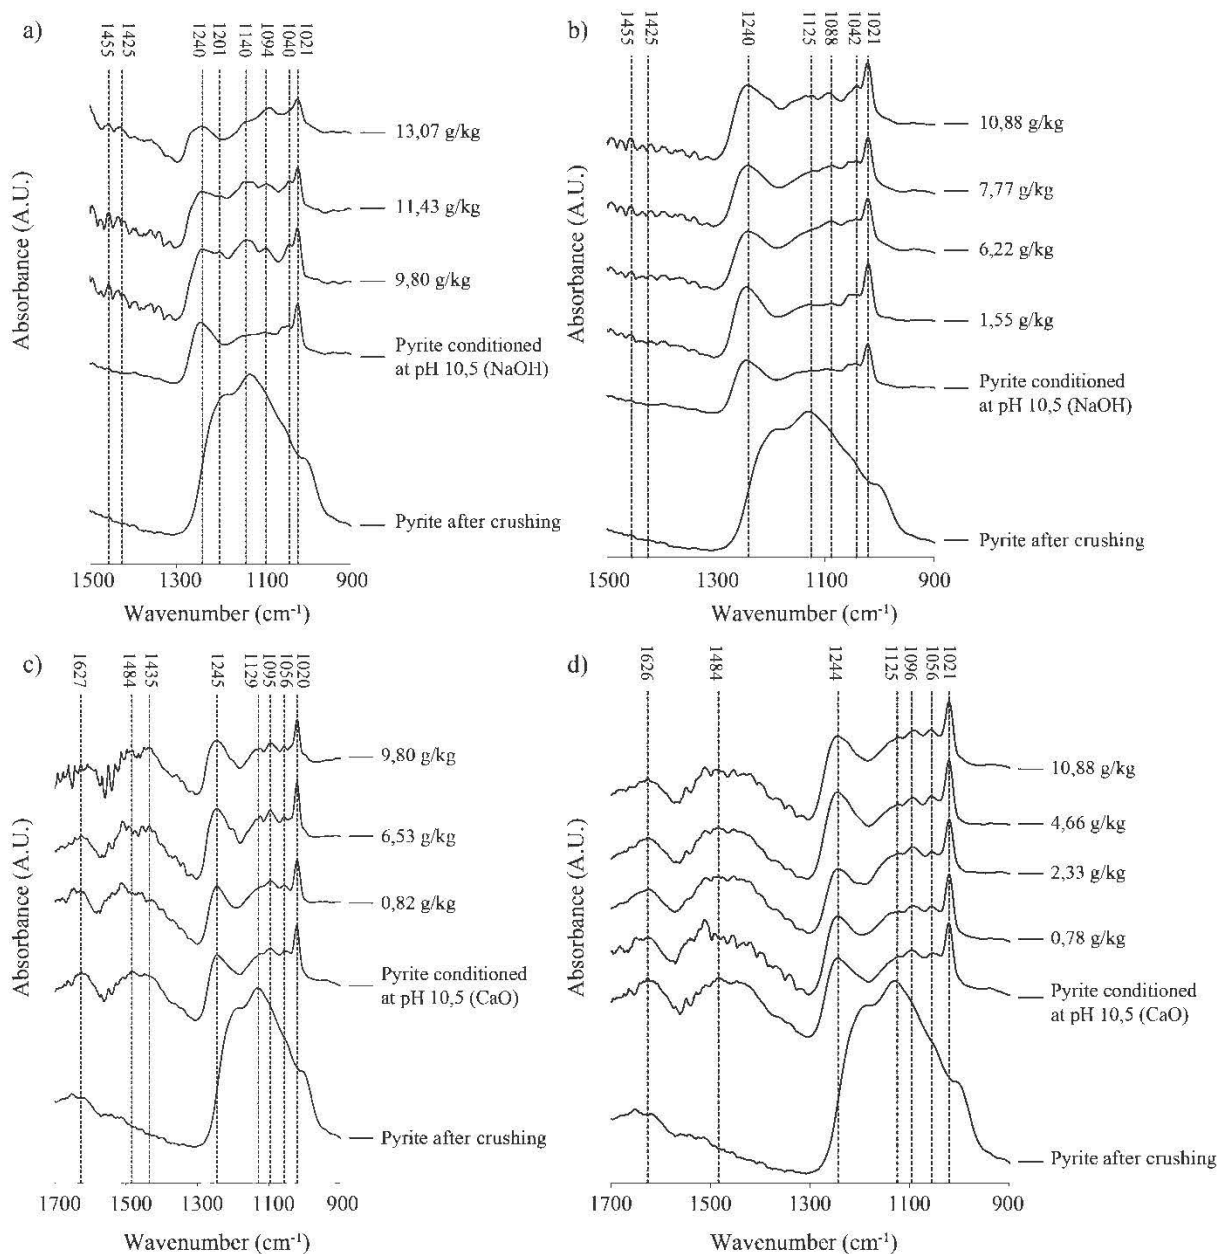 a)
1455 1425 1240 1201 1140 1094 1040 1021
13,07 g/kg
11,43 g/kg
9,80 g/kg
Pyrite conditioned
at pH 10,5 (NaOH)
Pyrite after crushing
Absorbance (A.U.)
1500 1300 1100 900
Wavenumber (cm-1)
b)
1455 1425 1240 1125 1088 1042 1021
10,88 g/kg
7,77 g/kg
6,22 g/kg
1,55 g/kg
Pyrite conditioned
at pH 10,5 (NaOH)
Pyrite after crushing
Absorbance (A.U.)
1500 1300 1100 900
Wavenumber (cm-1)
c)
1627 1484 1435 1245 1129 1095 1056 1020
9,80 g/kg
6,53 g/kg
0,82 g/kg
Pyrite conditioned
at pH 10,5 (CaO)
Pyrite after crushing
Absorbance (A.U.)
1700 1500 1300 1100 900
Wavenumber (cm-1)
d)
1626 1484 1244 1125 1096 1056 1021
10,88 g/kg
4,66 g/kg
2,33 g/kg
0,78 g/kg
Pyrite conditioned
at pH 10,5 (CaO)
Pyrite after crushing
Absorbance (A.U.)
1700 1500 1300 1100 900
Wavenumber (cm-1)